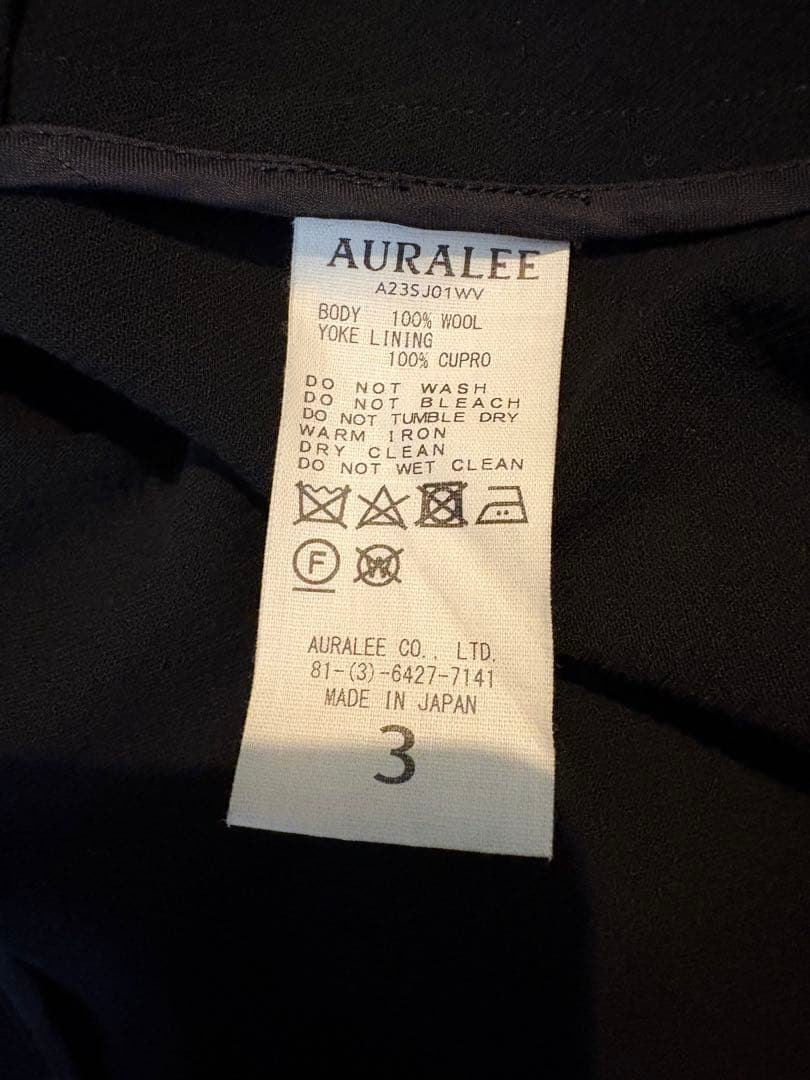 AURALEE
A23SJ01WV
BODY 100% WOOL
YOKE LINING
100% CUPRO
DO NOT WASH
DO NOT BLEACH
DO NOT TUMBLE DRY
WARM IRON
DRY CLEAN
DO NOT WET CLEAN
F W
AURALEE CO., LTD.
81-(3)-6427-7141
MADE IN JAPAN
3